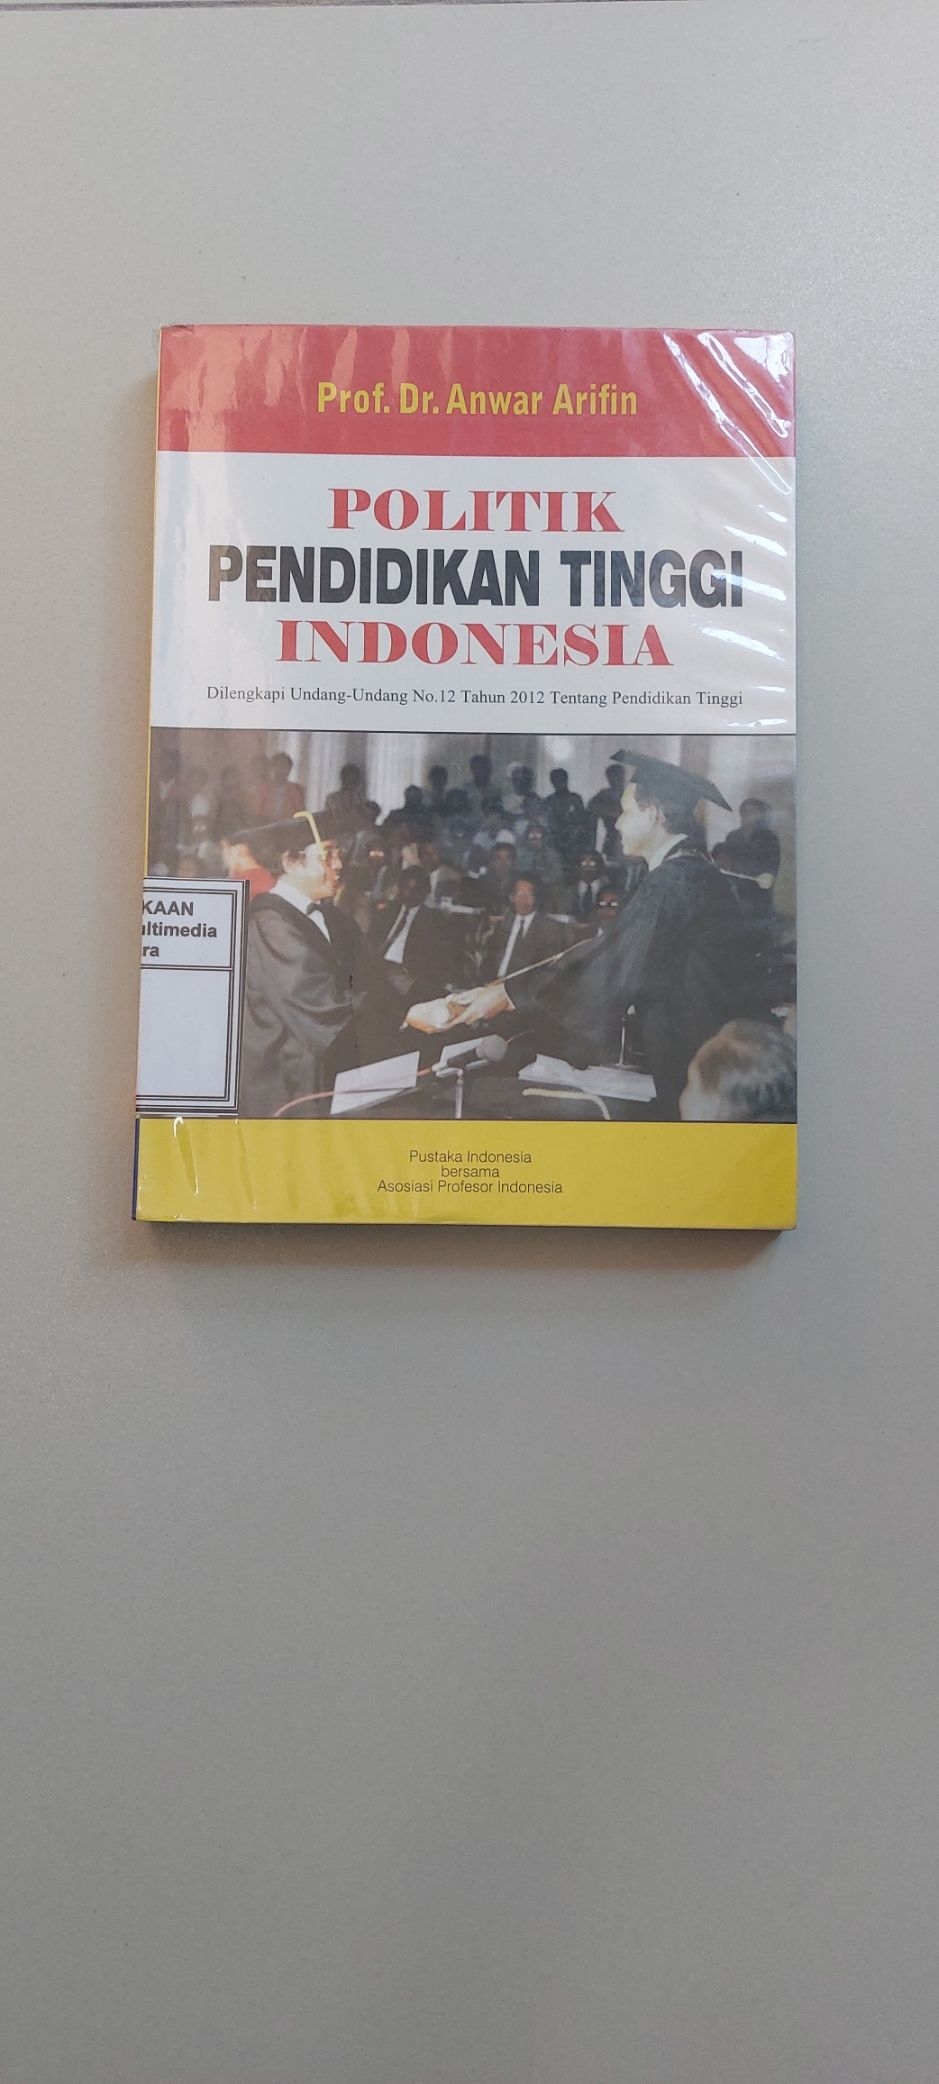 Prof. Dr. Anwar Arifin
POLITIK
PENDIDIKAN TINGGI
INDONESIA
Dilengkapi Undang-Undang No.12 Tahun 2012 Tentang Pendidikan Tinggi
KAAN
ltimedia
ra
Pustaka Indonesia
bersama
Asosiasi Profesor Indonesia